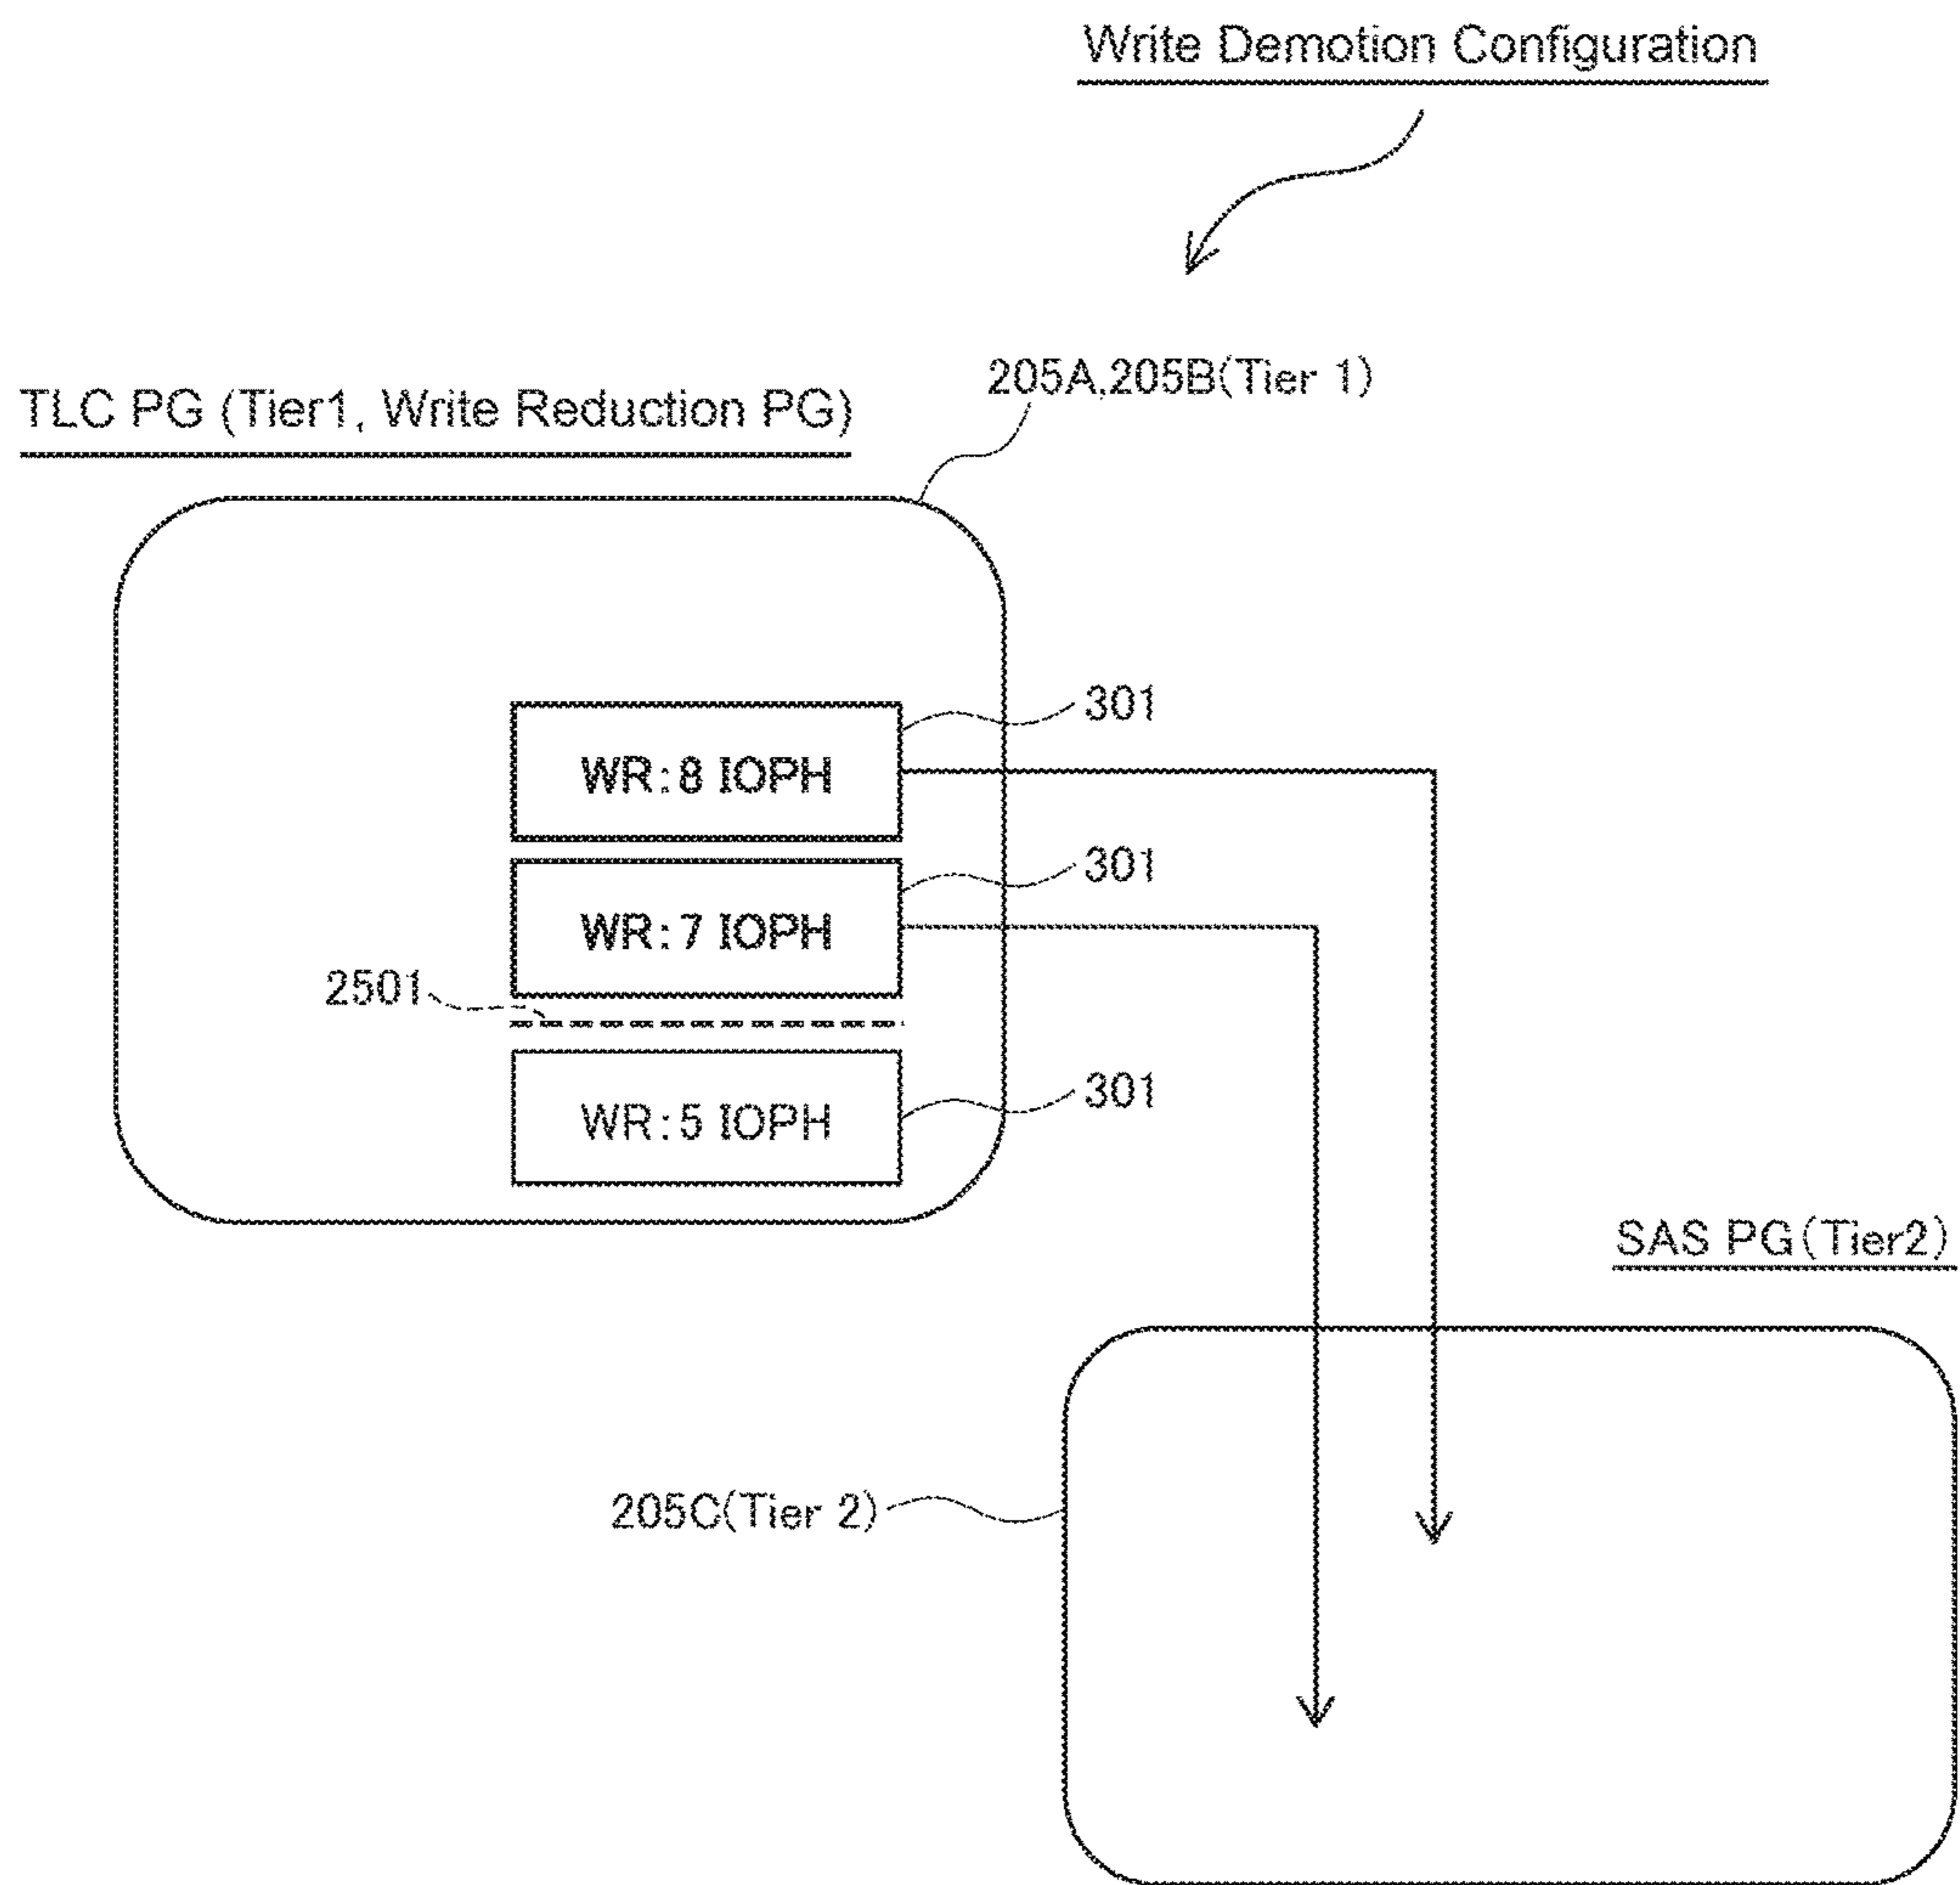 Write Demotion Configuration
205A,205B(Tier 1)
TLC PG (Tier1, Write Reduction PG)
301
WR:8 IOPH
301
WR:7 IOPH
2501
301
WR:5 IOPH
SAS PG(Tier2)
205C(Tier 2)